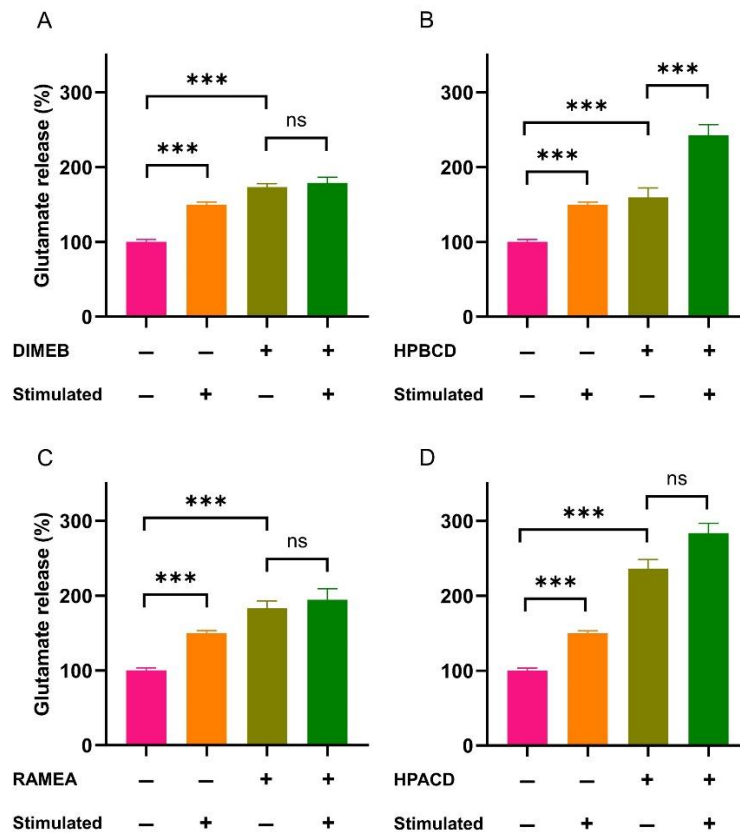 A
B
Glutamate release (%)
300
200
100
0
***
***
ns
300
200
100
0
***
***
***
DIMEB – – + +
Stimulated – + – +
HPBCD – – + +
Stimulated – + – +
C
D
Glutamate release (%)
300
200
100
0
***
***
ns
300
200
100
0
***
***
ns
RAMEA – – + +
Stimulated – + – +
HPACD – – + +
Stimulated – + – +